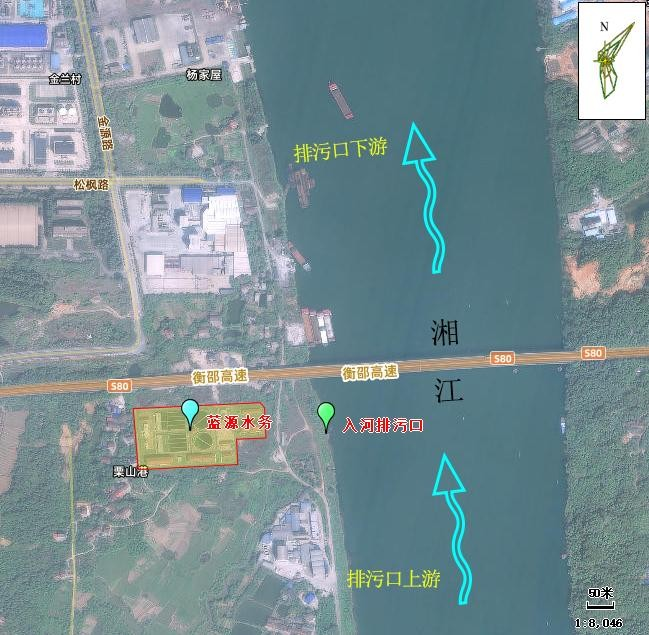 N
金兰村
杨家屋
金源路
排污口下游
松枫路
湘江
S80
S80
衡邵高速
衡邵高速
S80
蓝源水务
入河排污口
栗山港
排污口上游
50米
1:8,046